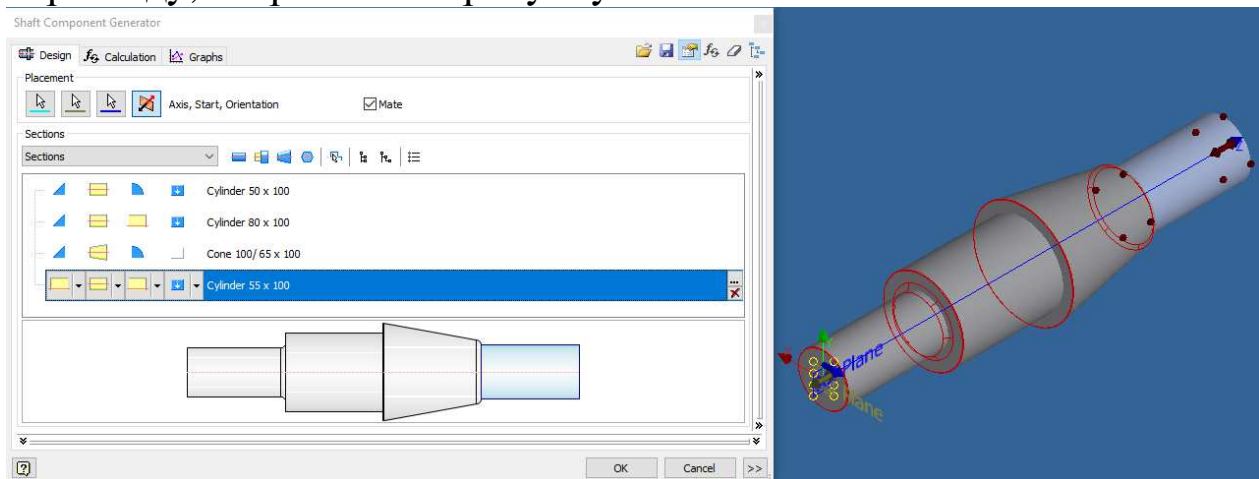 Shaft Component Generator
Design
Calculation
Graphs
Placement
Axis, Start, Orientation
Mate
Sections
Sections
Cylinder 50 x 100
Cylinder 80 x 100
Cone 100/ 65 x 100
Cylinder 55 x 100
OK
Cancel
>>
Z
Plane